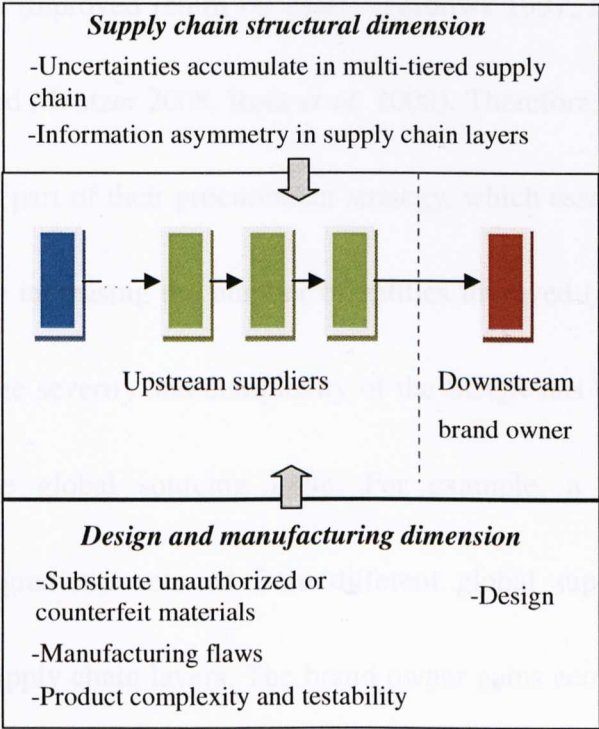 Supply chain structural dimension
-Uncertainties accumulate in multi-tiered supply
chain
-Information asymmetry in supply chain layers
Upstream suppliers
Downstream
brand owner
Design and manufacturing dimension
-Substitute unauthorized or
counterfeit materials
-Design
-Manufacturing flaws
-Product complexity and testability